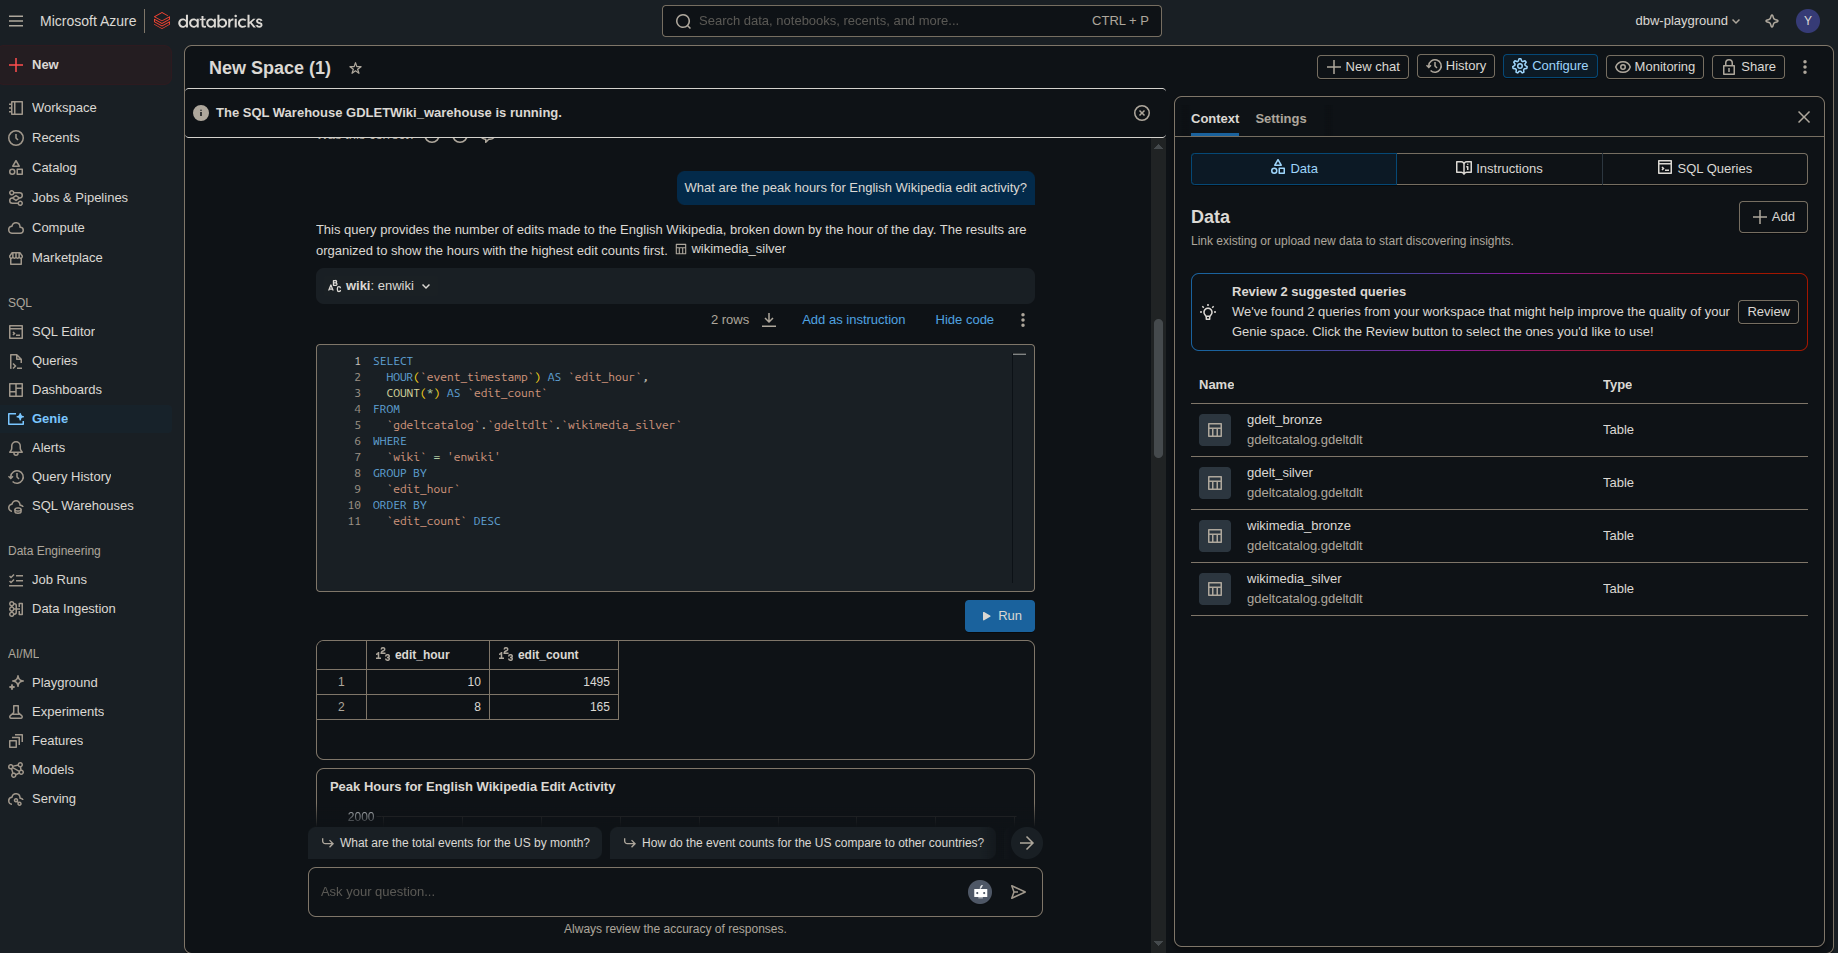 Microsoft Azure
databricks
Search data, notebooks, recents, and more...
CTRL + P
dbw-playground
Y
New
Workspace
Recents
Catalog
Jobs & Pipelines
Compute
Marketplace
SQL
SQL Editor
Queries
Dashboards
Genie
Alerts
Query History
SQL Warehouses
Data Engineering
Job Runs
Data Ingestion
AI/ML
Playground
Experiments
Features
Models
Serving
New Space (1)
New chat
History
Configure
Monitoring
Share
The SQL Warehouse GDLETWiki_warehouse is running.
What are the peak hours for English Wikipedia edit activity?
This query provides the number of edits made to the English Wikipedia, broken down by the hour of the day. The results are
organized to show the hours with the highest edit counts first. wikimedia_silver
wiki: enwiki
2 rows
Add as instruction
Hide code
1 SELECT
2 HOUR(`event_timestamp`) AS `edit_hour`,
3 COUNT(*) AS `edit_count`
4 FROM
5 `gdeltcatalog`.`gdeltdlt`.`wikimedia_silver`
6 WHERE
7 `wiki` = 'enwiki'
8 GROUP BY
9 `edit_hour`
10 ORDER BY
11 `edit_count` DESC
Run
edit_hour edit_count
1 10 1495
2 8 165
Peak Hours for English Wikipedia Edit Activity
2000
What are the total events for the US by month?
How do the event counts for the US compare to other countries?
Ask your question...
Always review the accuracy of responses.
Context
Settings
Data
Instructions
SQL Queries
Data
Add
Link existing or upload new data to start discovering insights.
Review 2 suggested queries
We've found 2 queries from your workspace that might help improve the quality of your
Genie space. Click the Review button to select the ones you'd like to use!
Review
Name Type
gdelt_bronze
gdeltcatalog.gdeltdlt
Table
gdelt_silver
gdeltcatalog.gdeltdlt
Table
wikimedia_bronze
gdeltcatalog.gdeltdlt
Table
wikimedia_silver
gdeltcatalog.gdeltdlt
Table